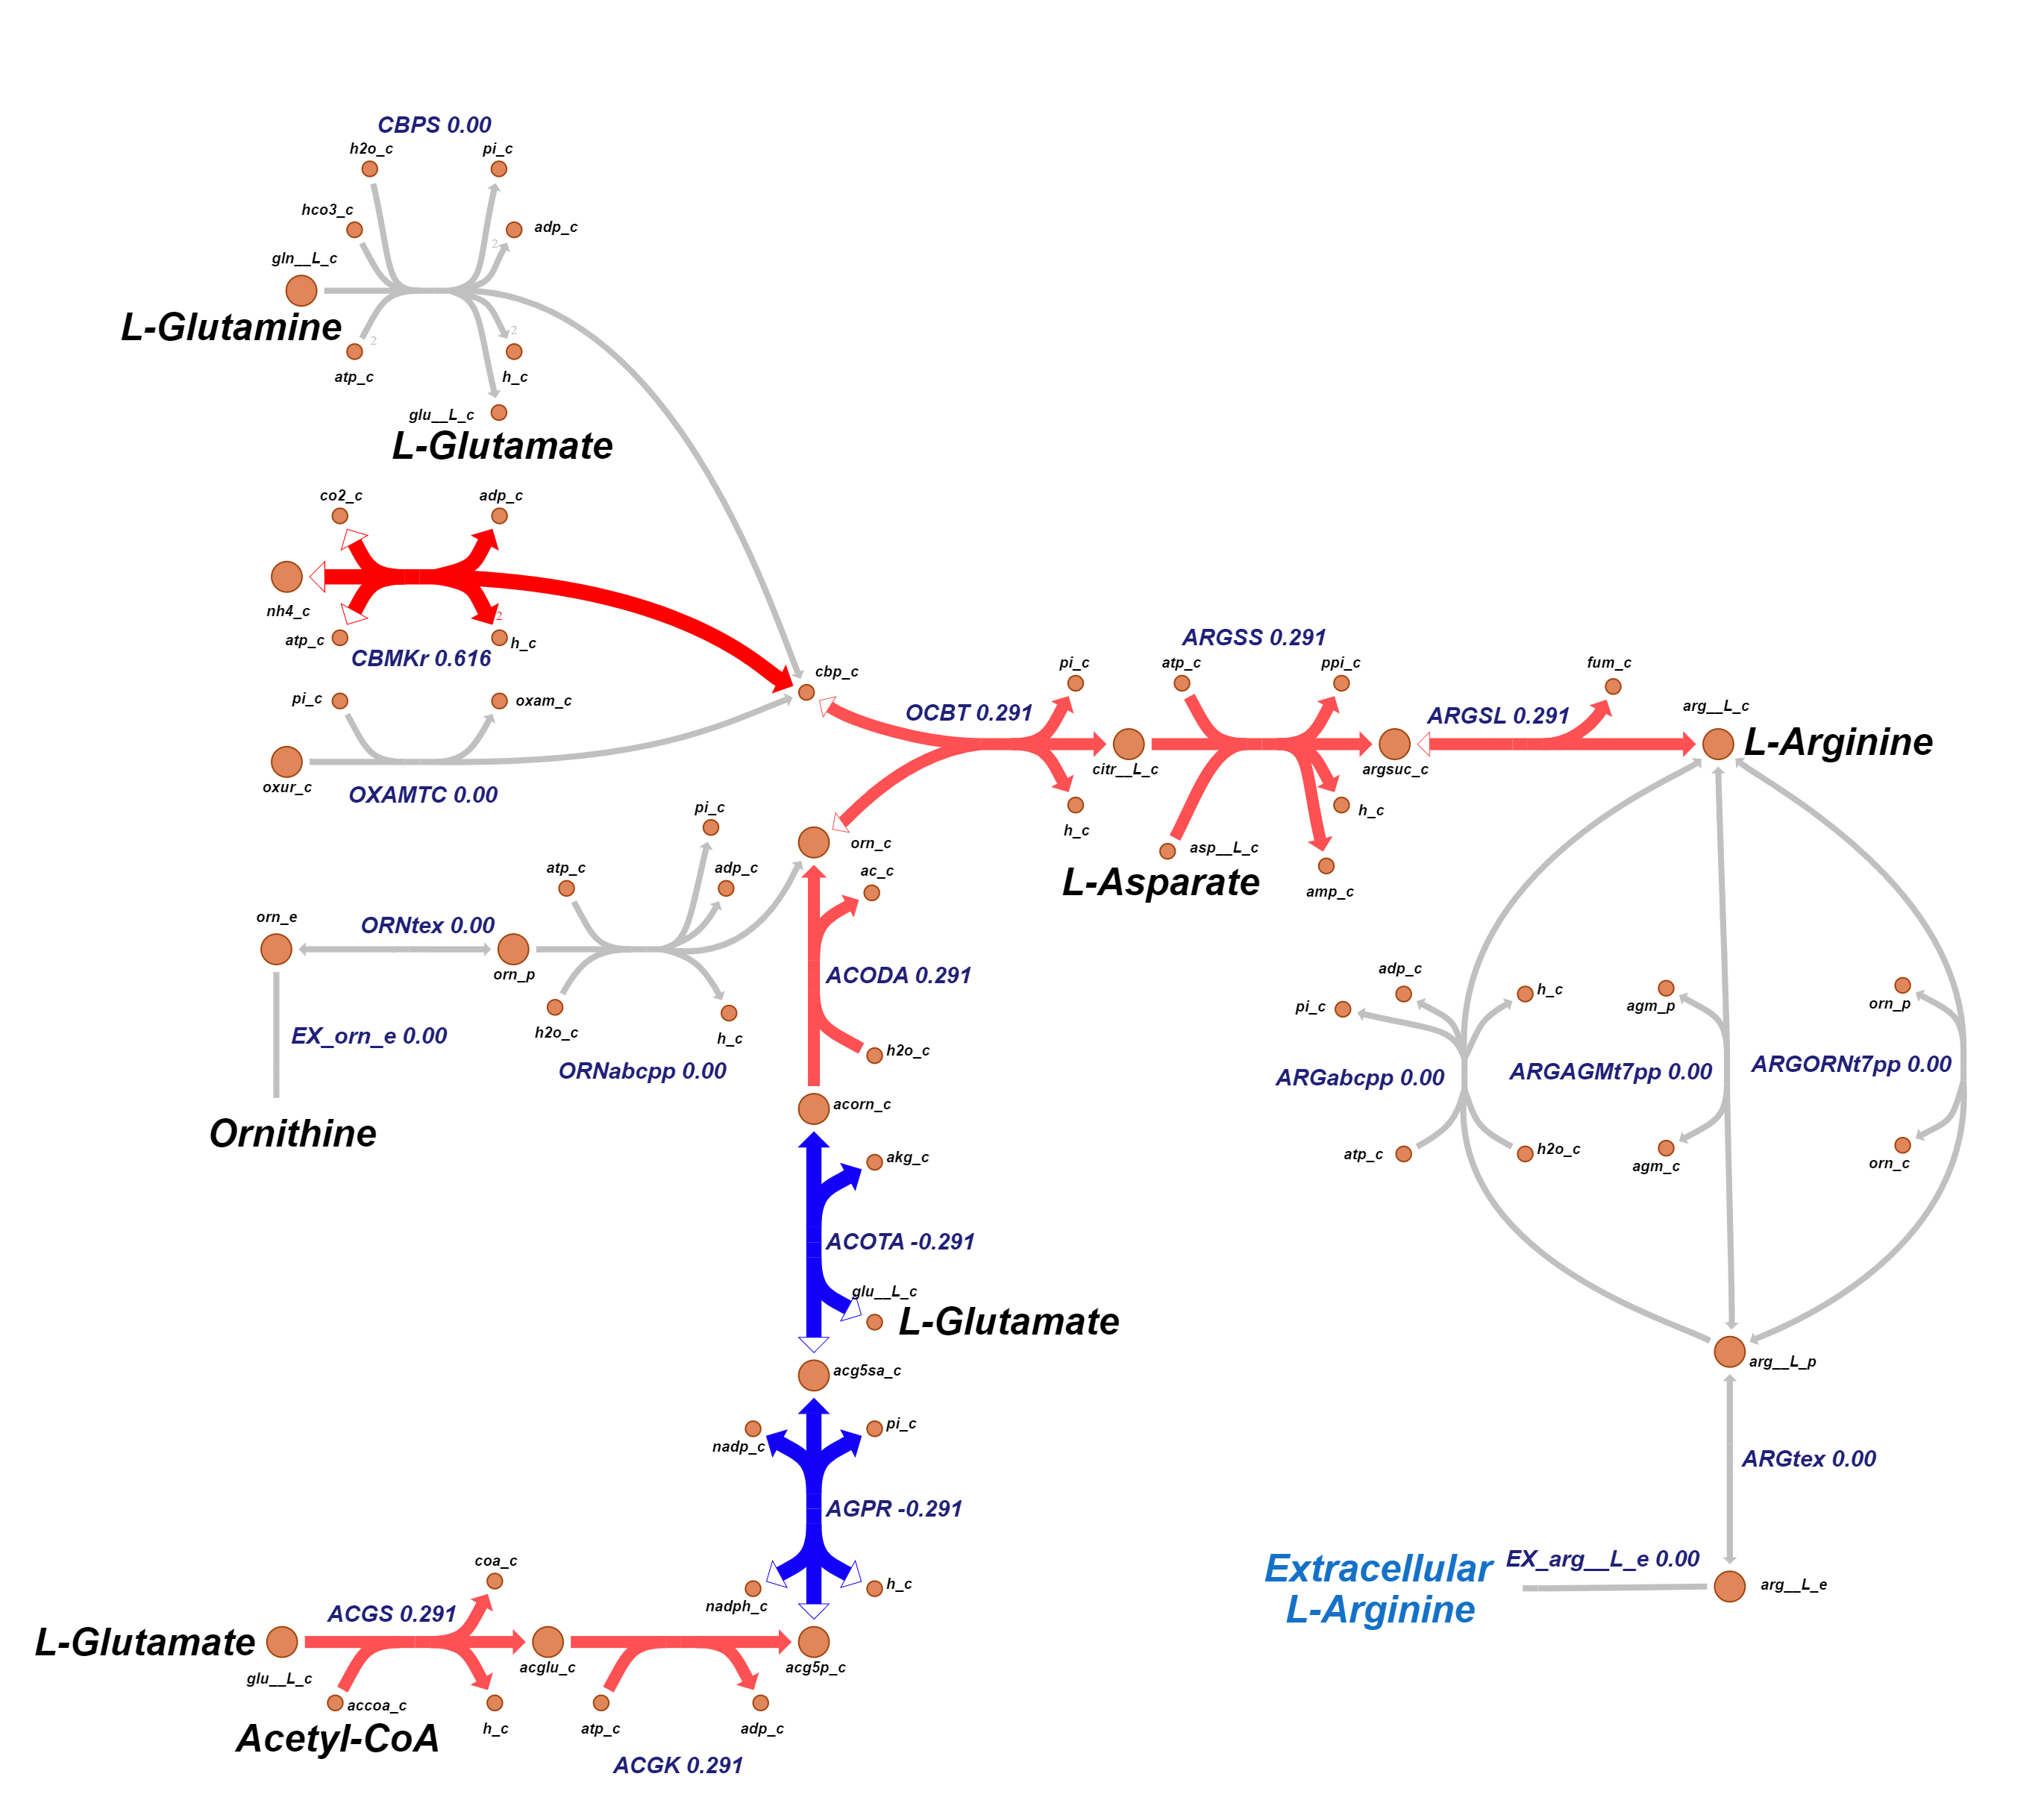 CBPS 0.00
h2o_c
pi_c
hco3_c
adp_c
2
gln__L_c
L-Glutamine
2
2
atp_c
h_c
glu__L_c
L-Glutamate
co2_c
adp_c
nh4_c
2
atp_c
h_c
CBMKr 0.616
cbp_c
pi_c
oxam_c
oxur_c
OXAMTC 0.00
OCBT 0.291
pi_c
h_c
citr__L_c
ARGSS 0.291
atp_c
ppi_c
asp__L_c
L-Asparate
h_c
amp_c
argsuc_c
ARGSL 0.291
fum_c
arg__L_c
L-Arginine
orn_e
ORNtex 0.00
orn_p
EX_orn_e 0.00
Ornithine
atp_c
pi_c
adp_c
h2o_c
h_c
ORNabcpp 0.00
orn_c
ac_c
ACODA 0.291
h2o_c
acorn_c
akg_c
ACOTA -0.291
glu__L_c
L-Glutamate
acg5sa_c
nadp_c
pi_c
AGPR -0.291
nadph_c
h_c
L-Glutamate
glu__L_c
ACGS 0.291
coa_c
accoa_c
Acetyl-CoA
h_c
acglu_c
atp_c
adp_c
ACGK 0.291
acg5p_c
adp_c
pi_c
h_c
ARGabcpp 0.00
atp_c
h2o_c
agm_p
ARGAGMt7pp 0.00
agm_c
orn_p
ARGORNt7pp 0.00
orn_c
arg__L_p
ARGtex 0.00
Extracellular
L-Arginine
EX_arg__L_e 0.00
arg__L_e